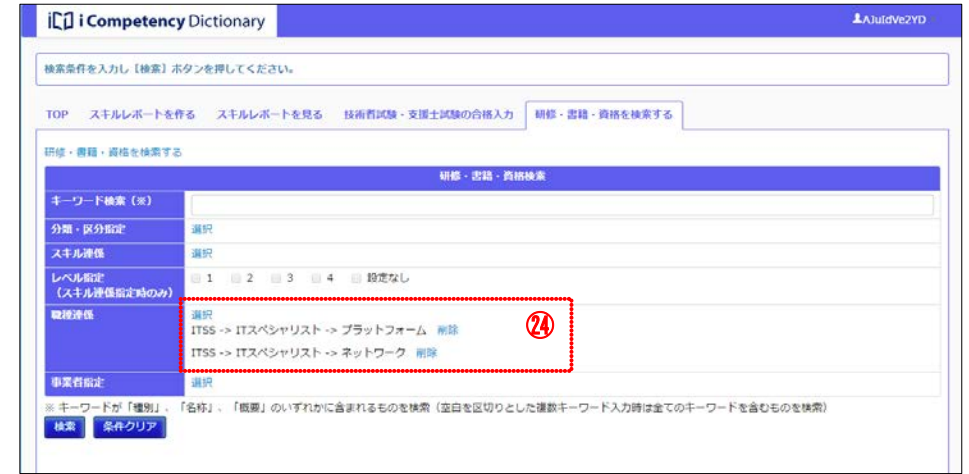 i Competency Dictionary
AJuIdVe2YD
検索条件を入力し [検索] ボタンを押してください。
TOP スキルレポートを作る スキルレポートを見る 技術者試験・支援士試験の合格入力 研修・書籍・資格を検索する
研修・書籍・資格を検索する
研修・書籍・資格検索
キーワード検索（※）
分類・区分指定 選択
スキル連係 選択
レベル指定 1 2 3 4 設定なし
（スキル連係指定時のみ）
職種連係 選択
ITSS -> ITスペシャリスト -> プラットフォーム 削除
㉔
ITSS -> ITスペシャリスト -> ネットワーク 削除
事業者指定 選択
※ キーワードが「種別」、「名称」、「概要」のいずれかに含まれるものを検索（空白を区切りとした複数キーワード入力時は全てのキーワードを含むものを検索）
検索 条件クリア